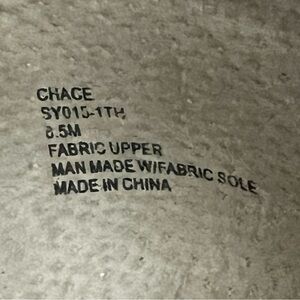 CHACE
SY015-1TH
8.5M
FABRIC UPPER
MAN MADE W/FABRIC SOLE
MADE IN CHINA